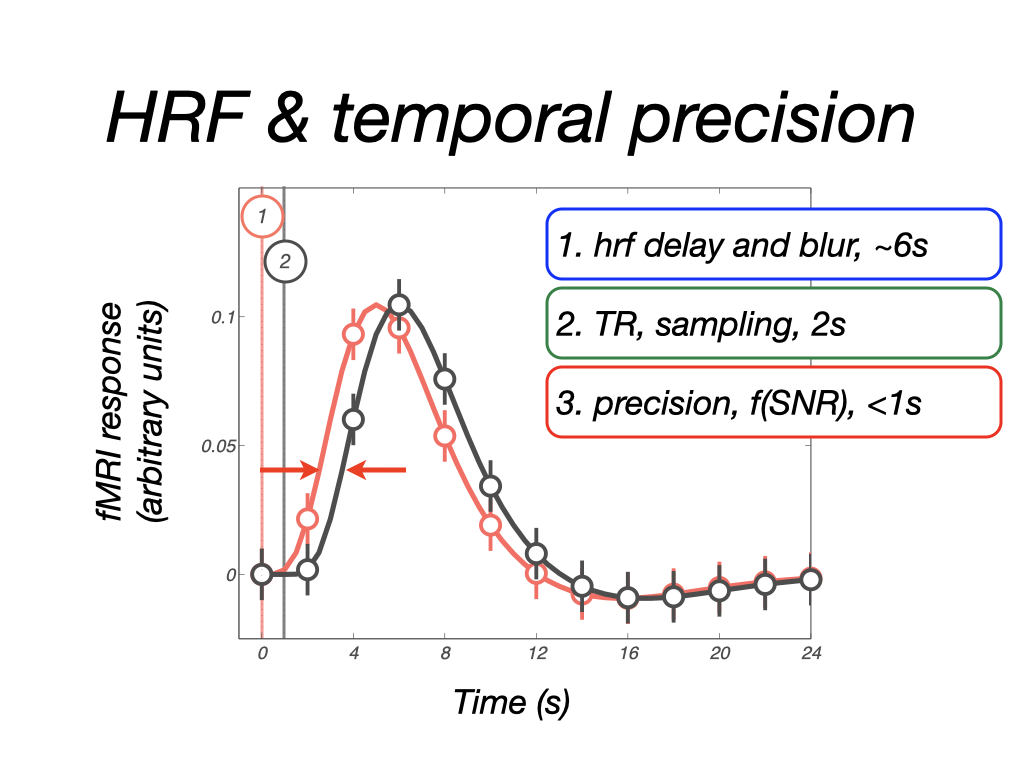 HRF & temporal precision
1
2
1. hrf delay and blur, ~6s
2. TR, sampling, 2s
3. precision, f(SNR), <1s
fMRI response
(arbitrary units)
0.1
0.05
0
0 4 8 12 16 20 24
Time (s)